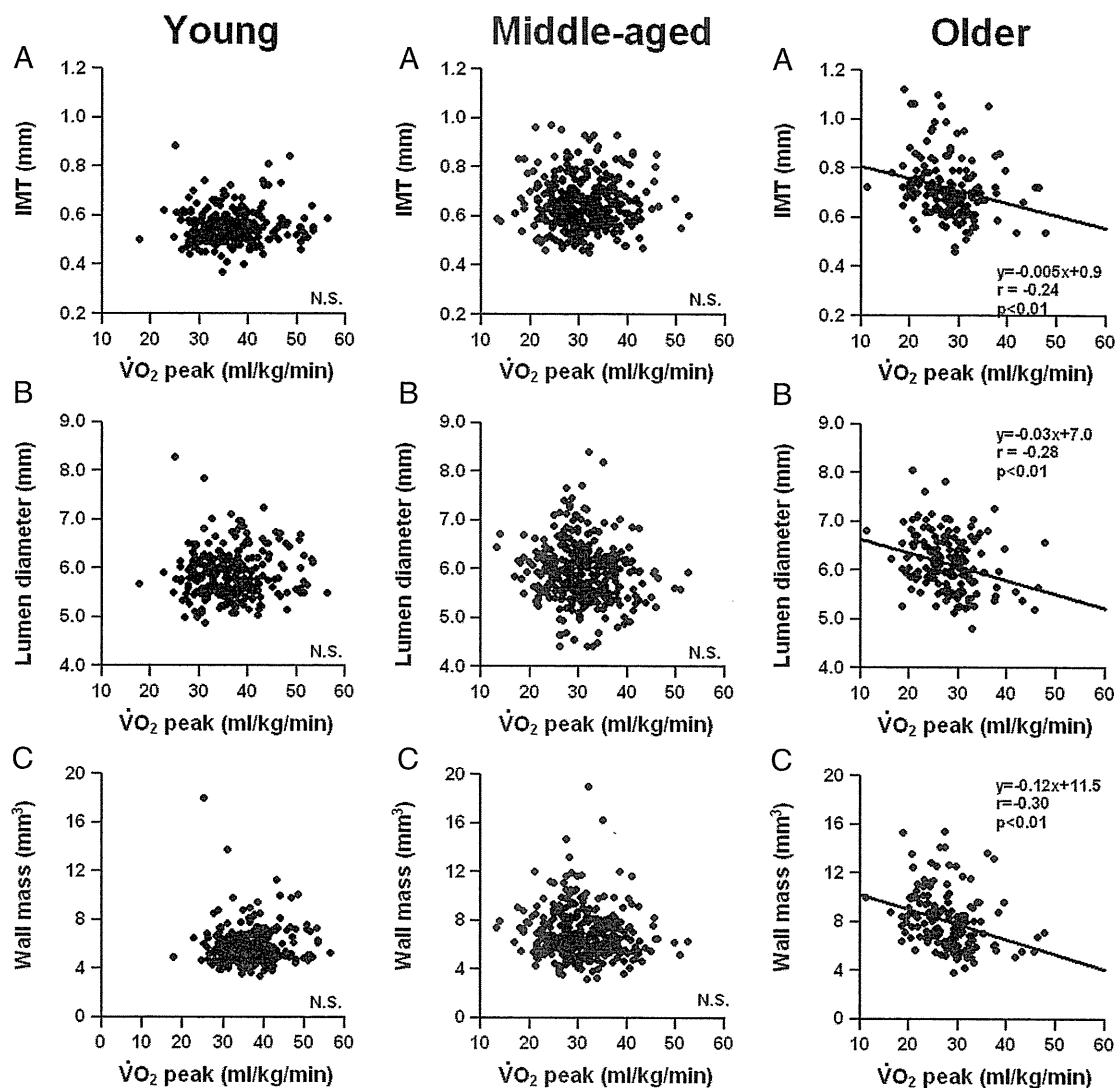 Young
Middle-aged
Older
A
1.2
1.0
0.8
0.6
0.4
0.2
IMT (mm)
N.S.
10 20 30 40 50 60
V̇O₂ peak (ml/kg/min)
A
1.2
1.0
0.8
0.6
0.4
0.2
IMT (mm)
N.S.
10 20 30 40 50 60
V̇O₂ peak (ml/kg/min)
A
1.2
1.0
0.8
0.6
0.4
0.2
IMT (mm)
y=-0.005x+0.9
r = -0.24
p<0.01
10 20 30 40 50 60
V̇O₂ peak (ml/kg/min)
B
9.0
8.0
7.0
6.0
5.0
4.0
Lumen diameter (mm)
N.S.
10 20 30 40 50 60
V̇O₂ peak (ml/kg/min)
B
9.0
8.0
7.0
6.0
5.0
4.0
Lumen diameter (mm)
N.S.
10 20 30 40 50 60
V̇O₂ peak (ml/kg/min)
B
9.0
8.0
7.0
6.0
5.0
4.0
Lumen diameter (mm)
y=-0.03x+7.0
r = -0.28
p<0.01
10 20 30 40 50 60
V̇O₂ peak (ml/kg/min)
C
20
16
12
8
4
0
Wall mass (mm³)
N.S.
0 10 20 30 40 50 60
V̇O₂ peak (ml/kg/min)
C
20
16
12
8
4
0
Wall mass (mm³)
N.S.
10 20 30 40 50 60
V̇O₂ peak (ml/kg/min)
C
20
16
12
8
4
0
Wall mass (mm³)
y=-0.12x+11.5
r=-0.30
p<0.01
10 20 30 40 50 60
V̇O₂ peak (ml/kg/min)